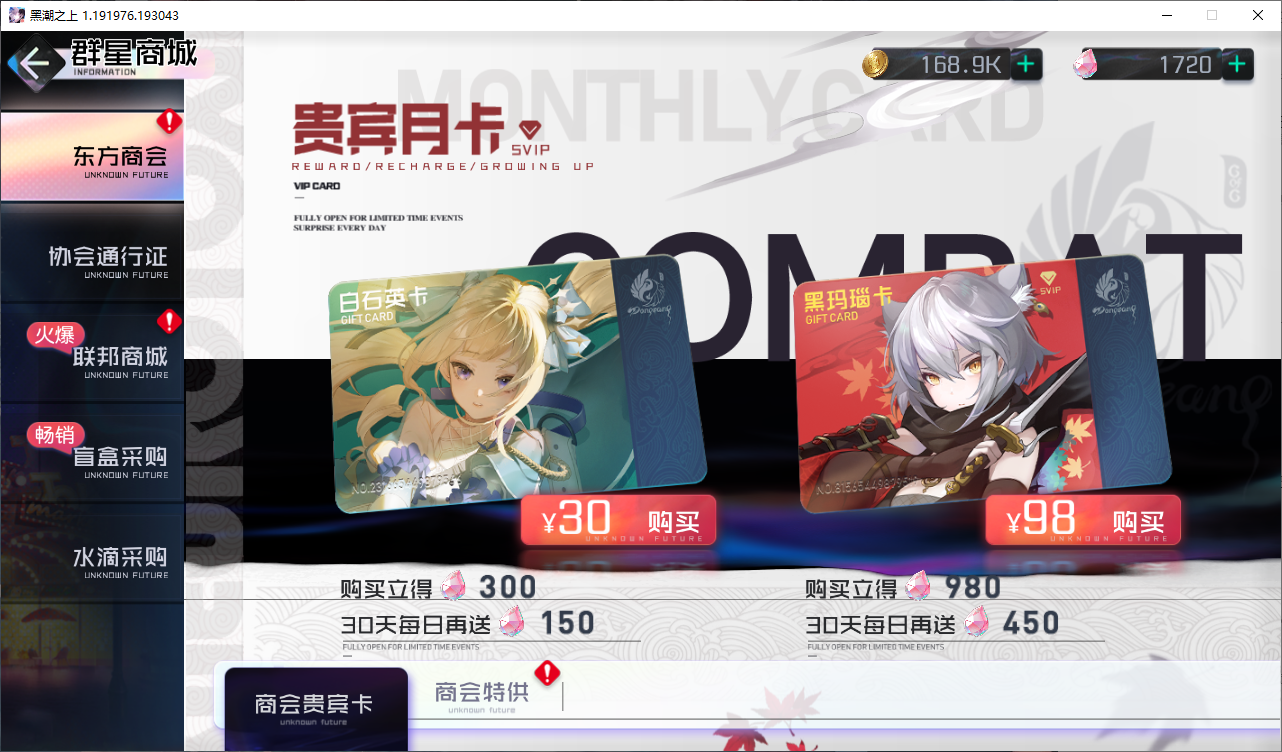 黑潮之上 1.191976.193043
群星商城
INFORMATION
168.9K
1720
东方商会
UNKNOWN FUTURE
协会通行证
UNKNOWN FUTURE
火爆
联邦商城
UNKNOWN FUTURE
畅销
盲盒采购
UNKNOWN FUTURE
水滴采购
UNKNOWN FUTURE
MONTHLY CARD
贵宾月卡
SVIP
REWARD/RECHARGE/GROWING UP
VIP CARD
FULLY OPEN FOR LIMITED TIME EVENTS
SURPRISE EVERY DAY
COMBAT
白石英卡
GIFT CARD
¥30 购买
UNKNOWN FUTURE
黑玛瑙卡
GIFT CARD
SVIP
¥98 购买
UNKNOWN FUTURE
购买立得 300
30天每日再送 150
FULLY OPEN FOR LIMITED TIME EVENTS
购买立得 980
30天每日再送 450
FULLY OPEN FOR LIMITED TIME EVENTS
商会贵宾卡
unknown future
商会特供
unknown future